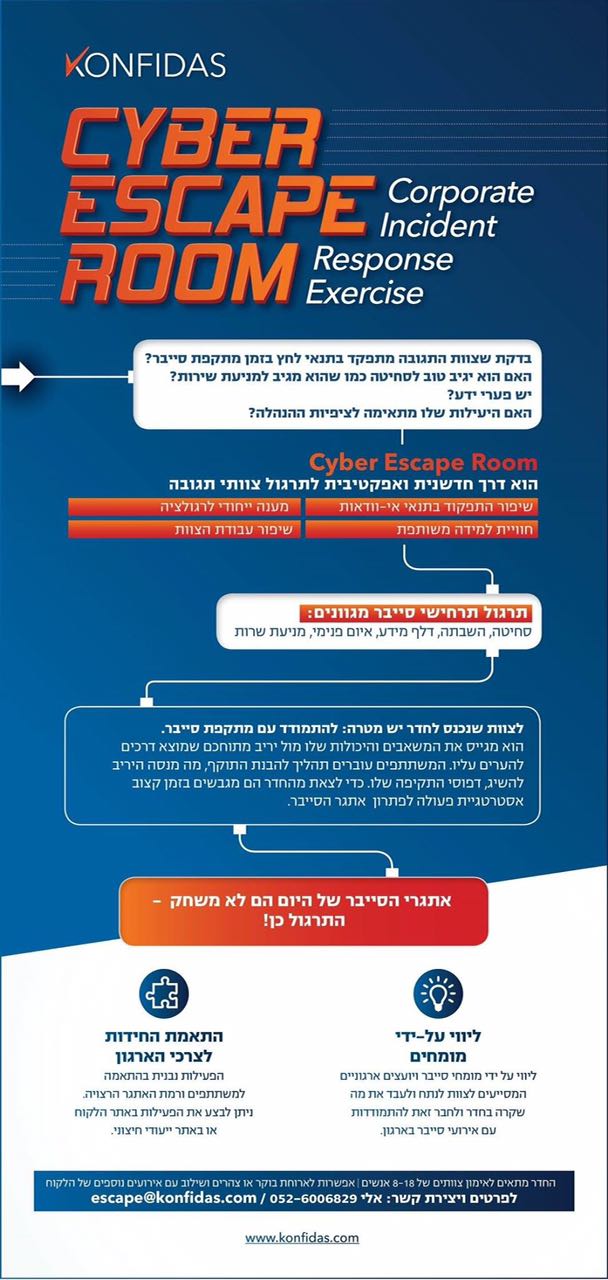 KONFIDAS
CYBER
ESCAPE
ROOM
Corporate
Incident
Response
Exercise
בדקת שצוות התגובה מתפקד בתנאי לחץ בזמן מתקפת סייבר?
האם הוא יגיב טוב לסחיטה כמו שהוא מגיב למניעת שירות?
יש פערי ידע?
האם היעילות שלו מתאימה לציפיות ההנהלה?
Cyber Escape Room
הוא דרך חדשנית ואפקטיבית לתרגול צוותי תגובה
שיפור התפקוד בתנאי אי-וודאות
מענה ייחודי לרגולציה
חוויית למידה משותפת
שיפור עבודת הצוות
תרגול תרחישי סייבר מגוונים:
סחיטה, השבתה, דלף מידע, איום פנימי, מניעת שרות
לצוות שנכנס לחדר יש מטרה: להתמודד עם מתקפת סייבר.
הוא מגייס את המשאבים והיכולות שלו מול יריב מתוחכם שמוצא דרכים
להערים עליו. המשתתפים עוברים תהליך להבנת התוקף, מה מנסה היריב
להשיג, דפוסי התקיפה שלו. כדי לצאת מהחדר הם מגבשים בזמן קצוב
אסטרטגיית פעולה לפתרון אתגר הסייבר.
אתגרי הסייבר של היום הם לא משחק -
התרגול כן!
ליווי על-ידי
מומחים
ליווי על ידי מומחי סייבר ויועצים ארגוניים
המסייעים לצוות לנתח ולעבד את מה
שקרה בחדר ולחבר זאת להתמודדות
עם אירועי סייבר בארגון.
התאמת החידות
לצרכי הארגון
הפעילות נבנית בהתאמה
למשתתפים ורמת האתגר הרצויה.
ניתן לבצע את הפעילות באתר הלקוח
או באתר ייעודי חיצוני.
החדר מתאים לאימון צוותים של 8-18 אנשים | אפשרות לארוחת בוקר או צהרים ושילוב עם אירועים נוספים של הלקוח
לפרטים ויצירת קשר: אלי 052-6006829 / escape@konfidas.com
www.konfidas.com